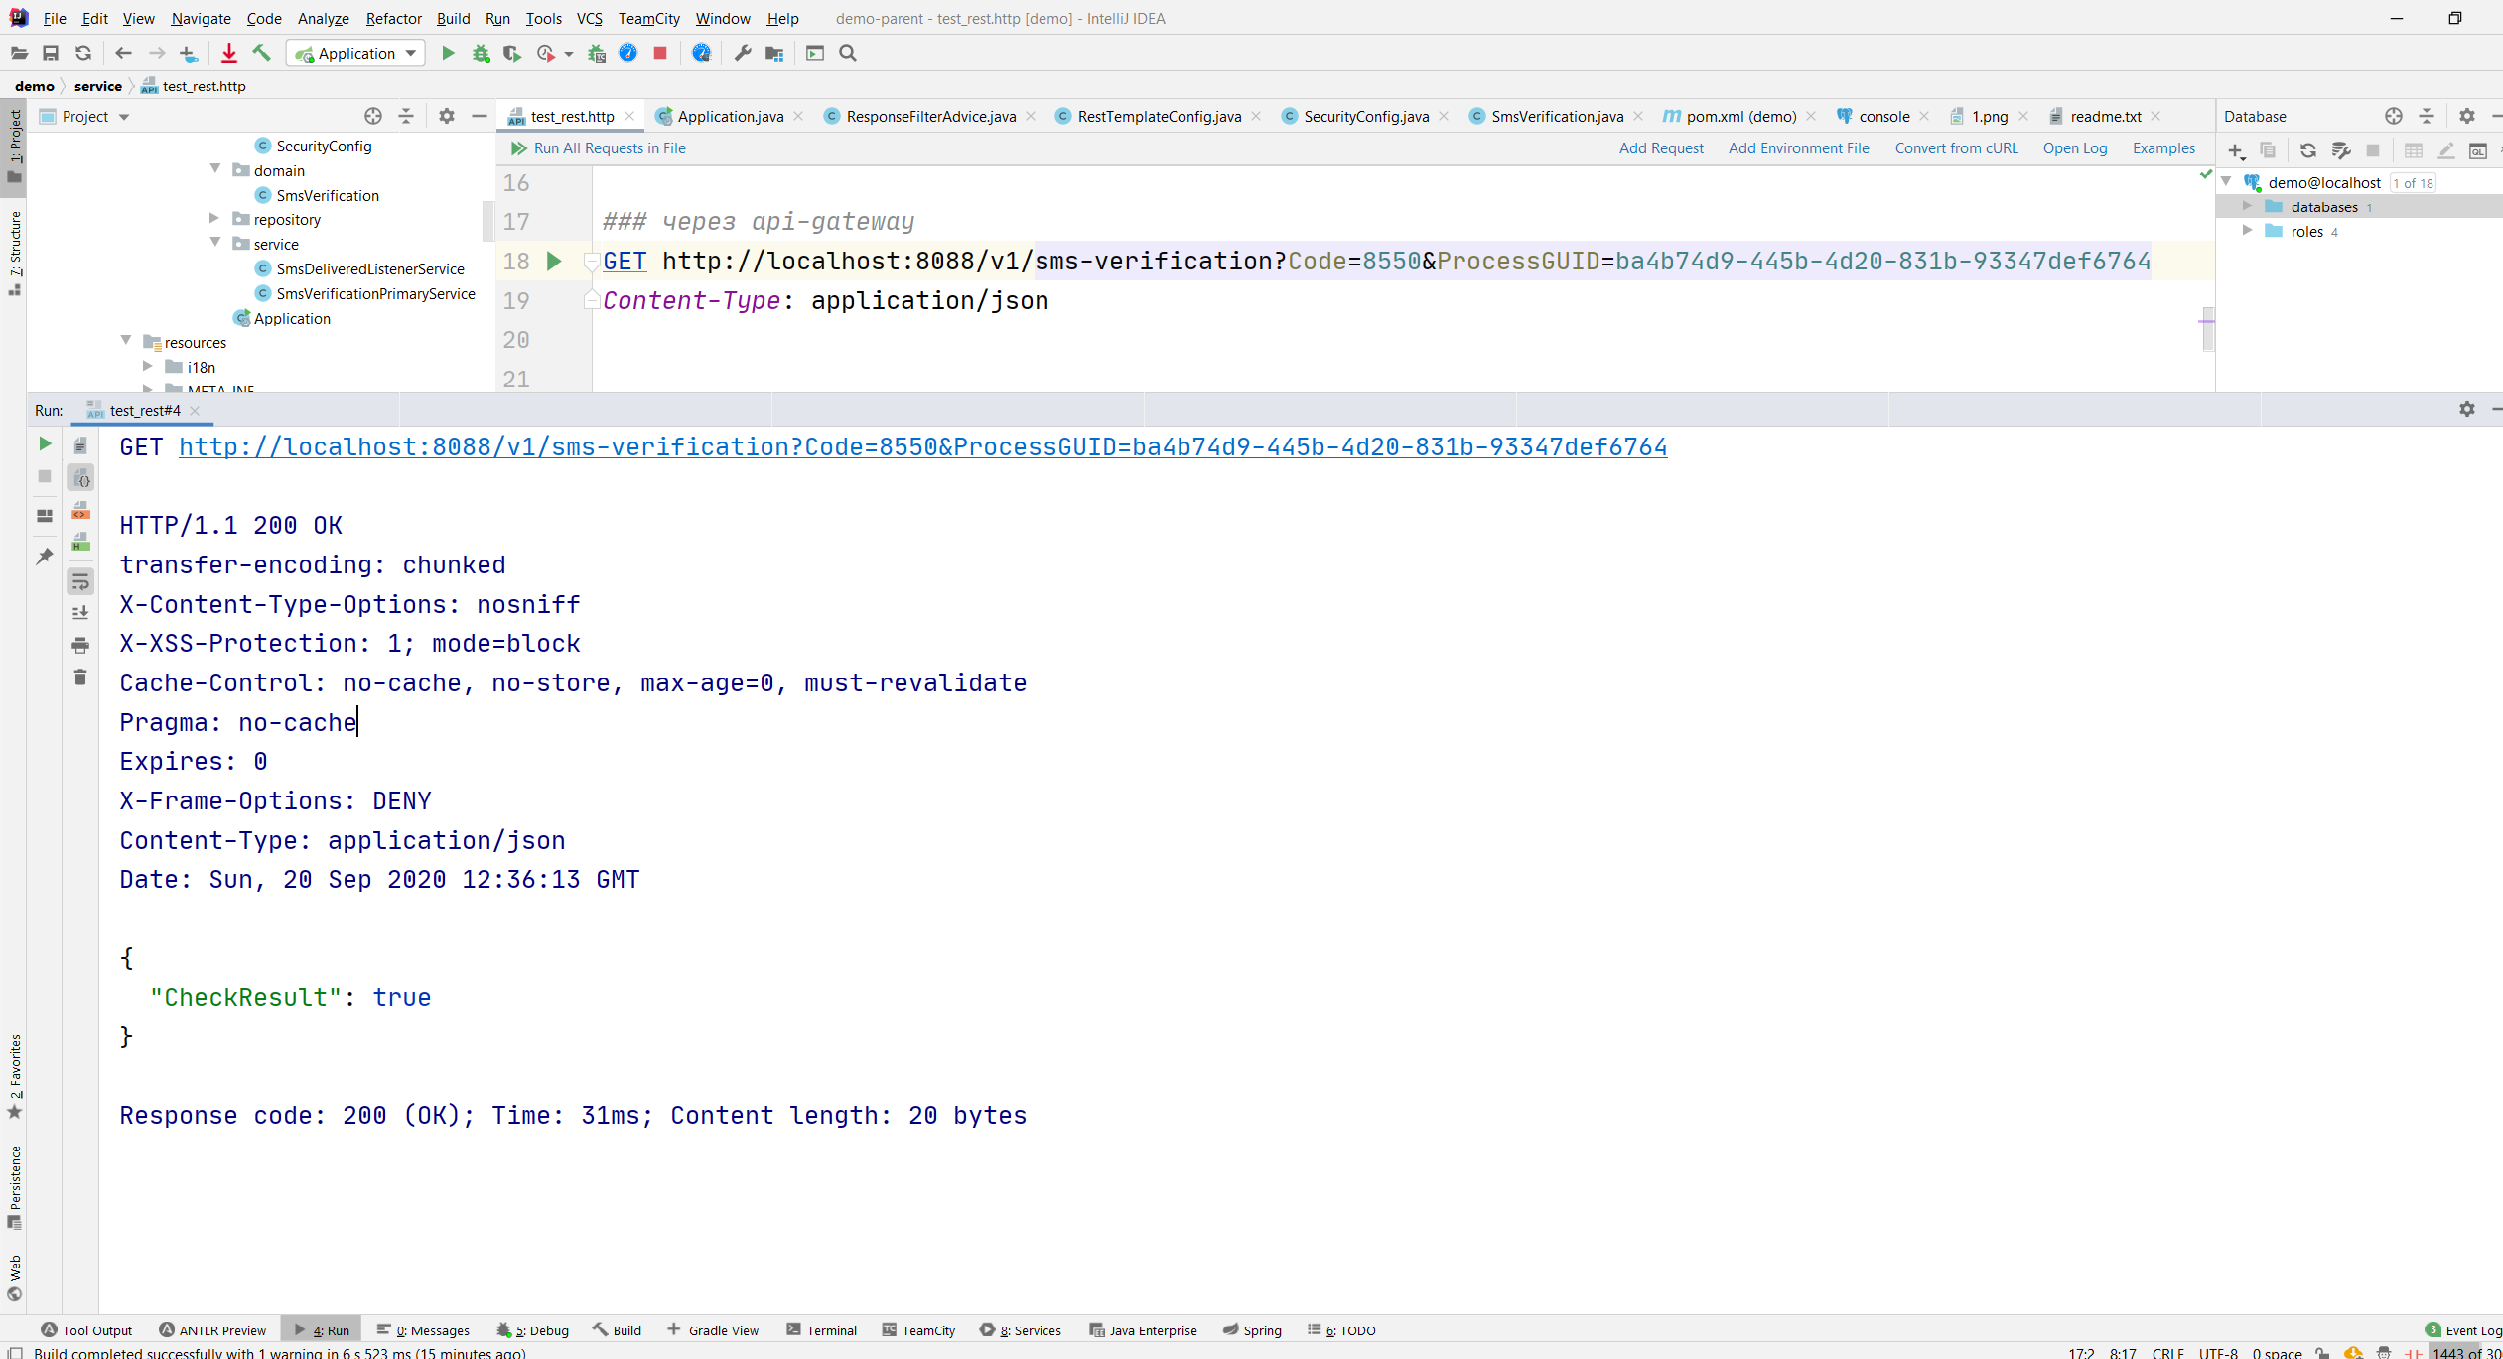 File Edit View Navigate Code Analyze Refactor Build Run Tools VCS TeamCity Window Help demo-parent - test_rest.http [demo] - IntelliJ IDEA
Application
demo service test_rest.http
Project
test_rest.http Application.java ResponseFilterAdvice.java RestTemplateConfig.java SecurityConfig.java SmsVerification.java pom.xml (demo) console 1.png readme.txt
Database
Run All Requests in File Add Request Add Environment File Convert from cURL Open Log Examples
1: Project
7: Structure
SecurityConfig
domain
SmsVerification
repository
service
SmsDeliveredListenerService
SmsVerificationPrimaryService
Application
resources
i18n
META-INF
16
17 ### через api-gateway
18 GET http://localhost:8088/v1/sms-verification?Code=8550&ProcessGUID=ba4b74d9-445b-4d20-831b-93347def6764
19 Content-Type: application/json
20
21
demo@localhost 1 of 18
databases 1
roles 4
Run: test_rest#4
GET http://localhost:8088/v1/sms-verification?Code=8550&ProcessGUID=ba4b74d9-445b-4d20-831b-93347def6764
HTTP/1.1 200 OK
transfer-encoding: chunked
X-Content-Type-Options: nosniff
X-XSS-Protection: 1; mode=block
Cache-Control: no-cache, no-store, max-age=0, must-revalidate
Pragma: no-cache
Expires: 0
X-Frame-Options: DENY
Content-Type: application/json
Date: Sun, 20 Sep 2020 12:36:13 GMT
{
"CheckResult": true
}
Response code: 200 (OK); Time: 31ms; Content length: 20 bytes
2: Favorites
Persistence
Web
Tool Output ANTLR Preview 4: Run 0: Messages 5: Debug Build Gradle View Terminal TeamCity 8: Services Java Enterprise Spring 6: TODO 3 Event Log
Build completed successfully with 1 warning in 6 s 523 ms (15 minutes ago) 17:2 8:17 CRLF UTF-8 0 space 1443 of 30